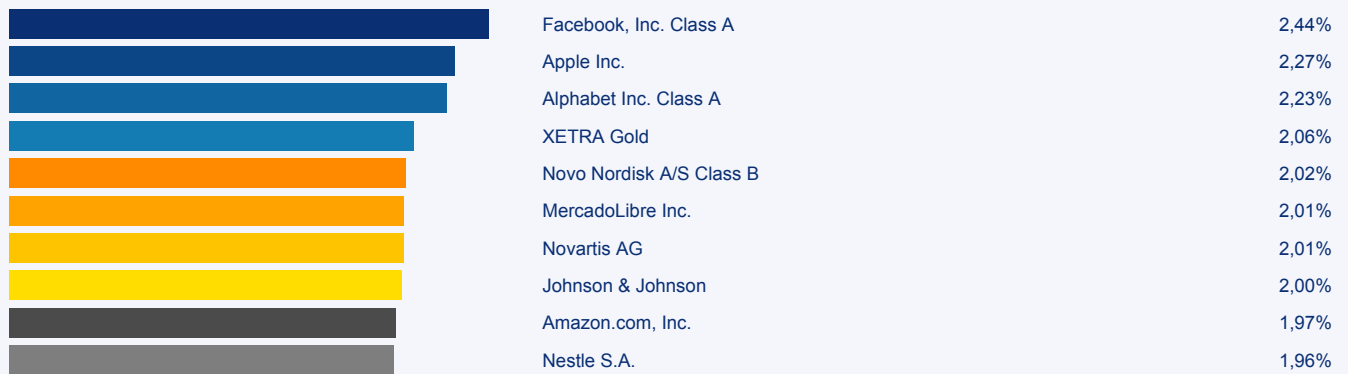 Facebook, Inc. Class A 2,44%
Apple Inc. 2,27%
Alphabet Inc. Class A 2,23%
XETRA Gold 2,06%
Novo Nordisk A/S Class B 2,02%
MercadoLibre Inc. 2,01%
Novartis AG 2,01%
Johnson & Johnson 2,00%
Amazon.com, Inc. 1,97%
Nestle S.A. 1,96%